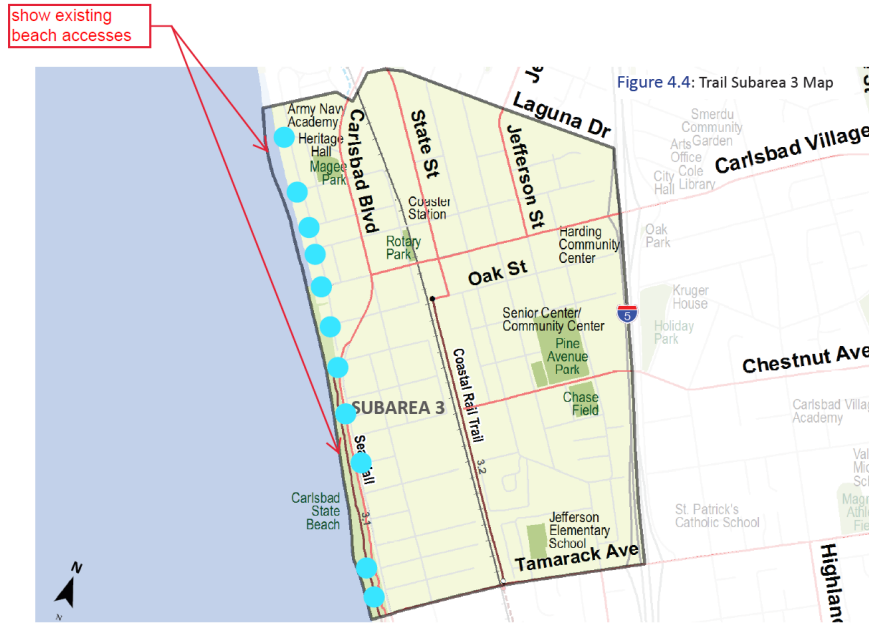 show existing
beach accesses
Figure 4.4: Trail Subarea 3 Map
Laguna Dr
Army Navy
Academy
Heritage
Hall
Magee
Park
Carlsbad Blvd
State St
Jefferson St
Coaster
Station
Rotary
Park
Harding
Community
Center
Smerdu
Community
Garden
Arts
Office
City
Hall
Cole
Library
Carlsbad Village
Oak
Park
Oak St
Kruger
House
Holiday
Park
Senior Center/
Community Center
Pine
Avenue
Park
5
Chestnut Ave
Chase
Field
SUBAREA 3
Coastal Rail Trail
3.2
Carlsbad Villag
Academy
Carlsbad
State
Beach
3.1
St. Patrick's
Catholic School
Jefferson
Elementary
School
Tamarack Ave
Highlan
N
N